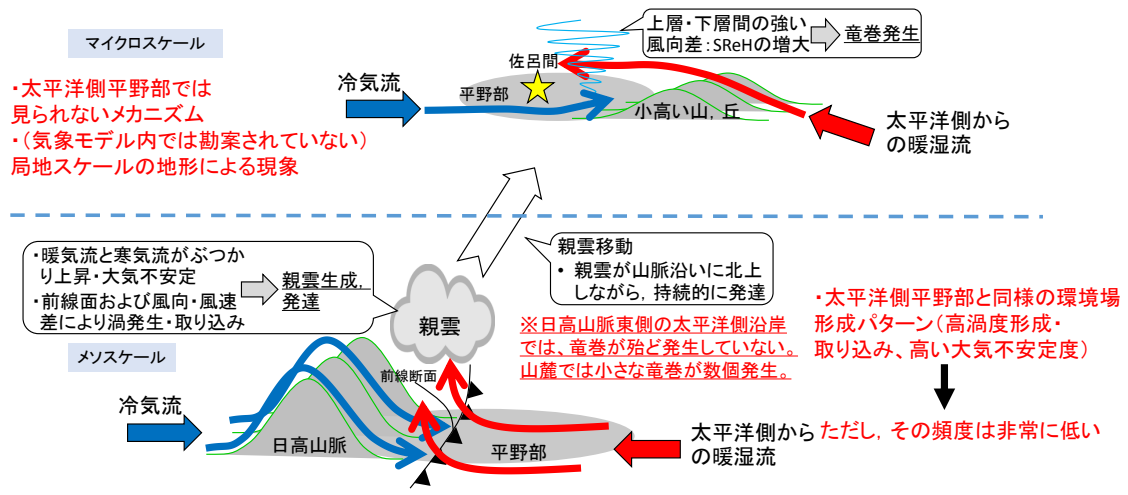 マイクロスケール
・太平洋側平野部では
見られないメカニズム
・(気象モデル内では勘案されていない)
局地スケールの地形による現象
冷気流
平野部
佐呂間
上層・下層間の強い
風向差:SReHの増大
竜巻発生
小高い山,丘
太平洋側から
の暖湿流
・暖気流と寒気流がぶつか
り上昇・大気不安定
・前線面および風向・風速
差により渦発生・取り込み
親雲生成,
発達
親雲
親雲移動
• 親雲が山脈沿いに北上
しながら,持続的に発達
※日高山脈東側の太平洋側沿岸
では、竜巻が殆ど発生していない。
山麓では小さな竜巻が数個発生。
・太平洋側平野部と同様の環境場
形成パターン(高渦度形成・
取り込み、高い大気不安定度)
ただし,その頻度は非常に低い
メソスケール
冷気流
日高山脈
前線断面
平野部
太平洋側から
の暖湿流